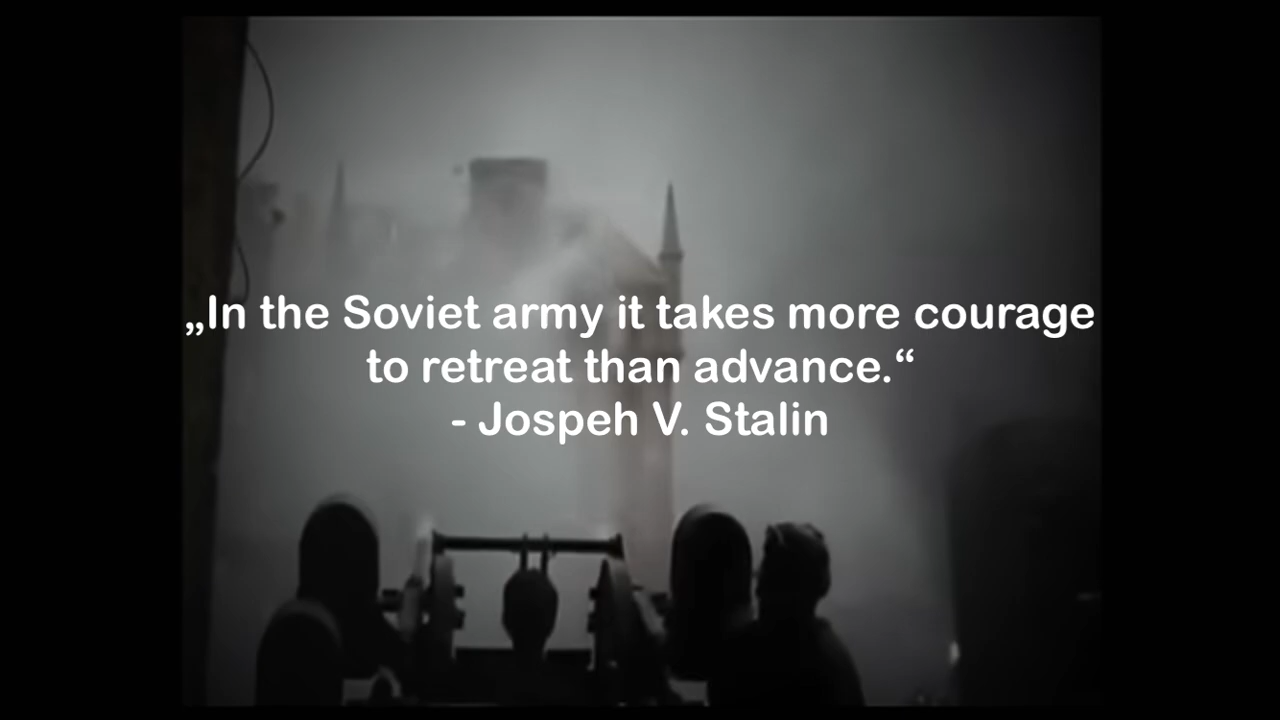 „In the Soviet army it takes more courage
to retreat than advance.“
- Jospeh V. Stalin